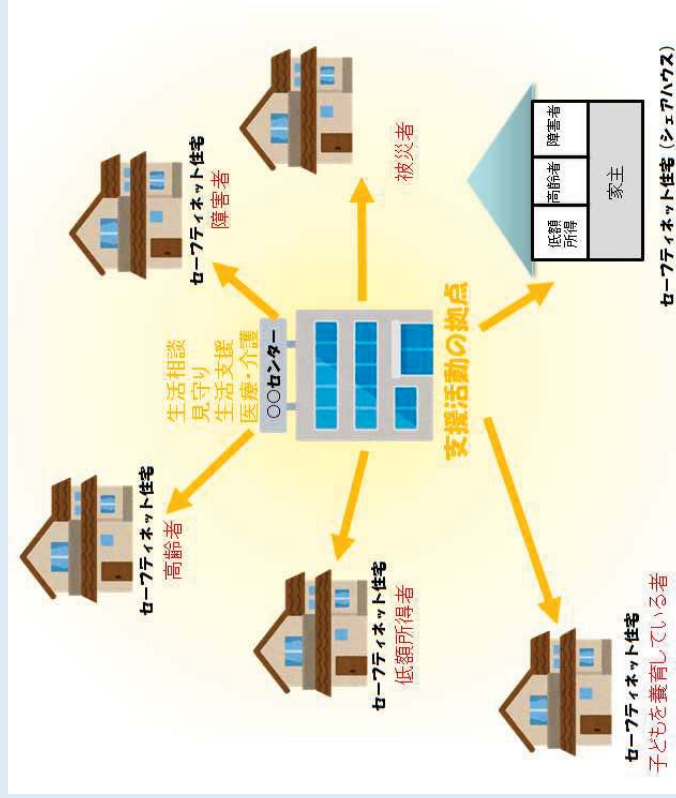 生活相談
見守り
生活支援
医療・介護
○○センター
支援活動の拠点
セーフティネット住宅
高齢者
セーフティネット住宅
障害者
被災者
セーフティネット住宅
低額所得者
セーフティネット住宅
子どもを養育している者
低額
所得
高齢者
障害者
家主
セーフティネット住宅(シェアハウス)